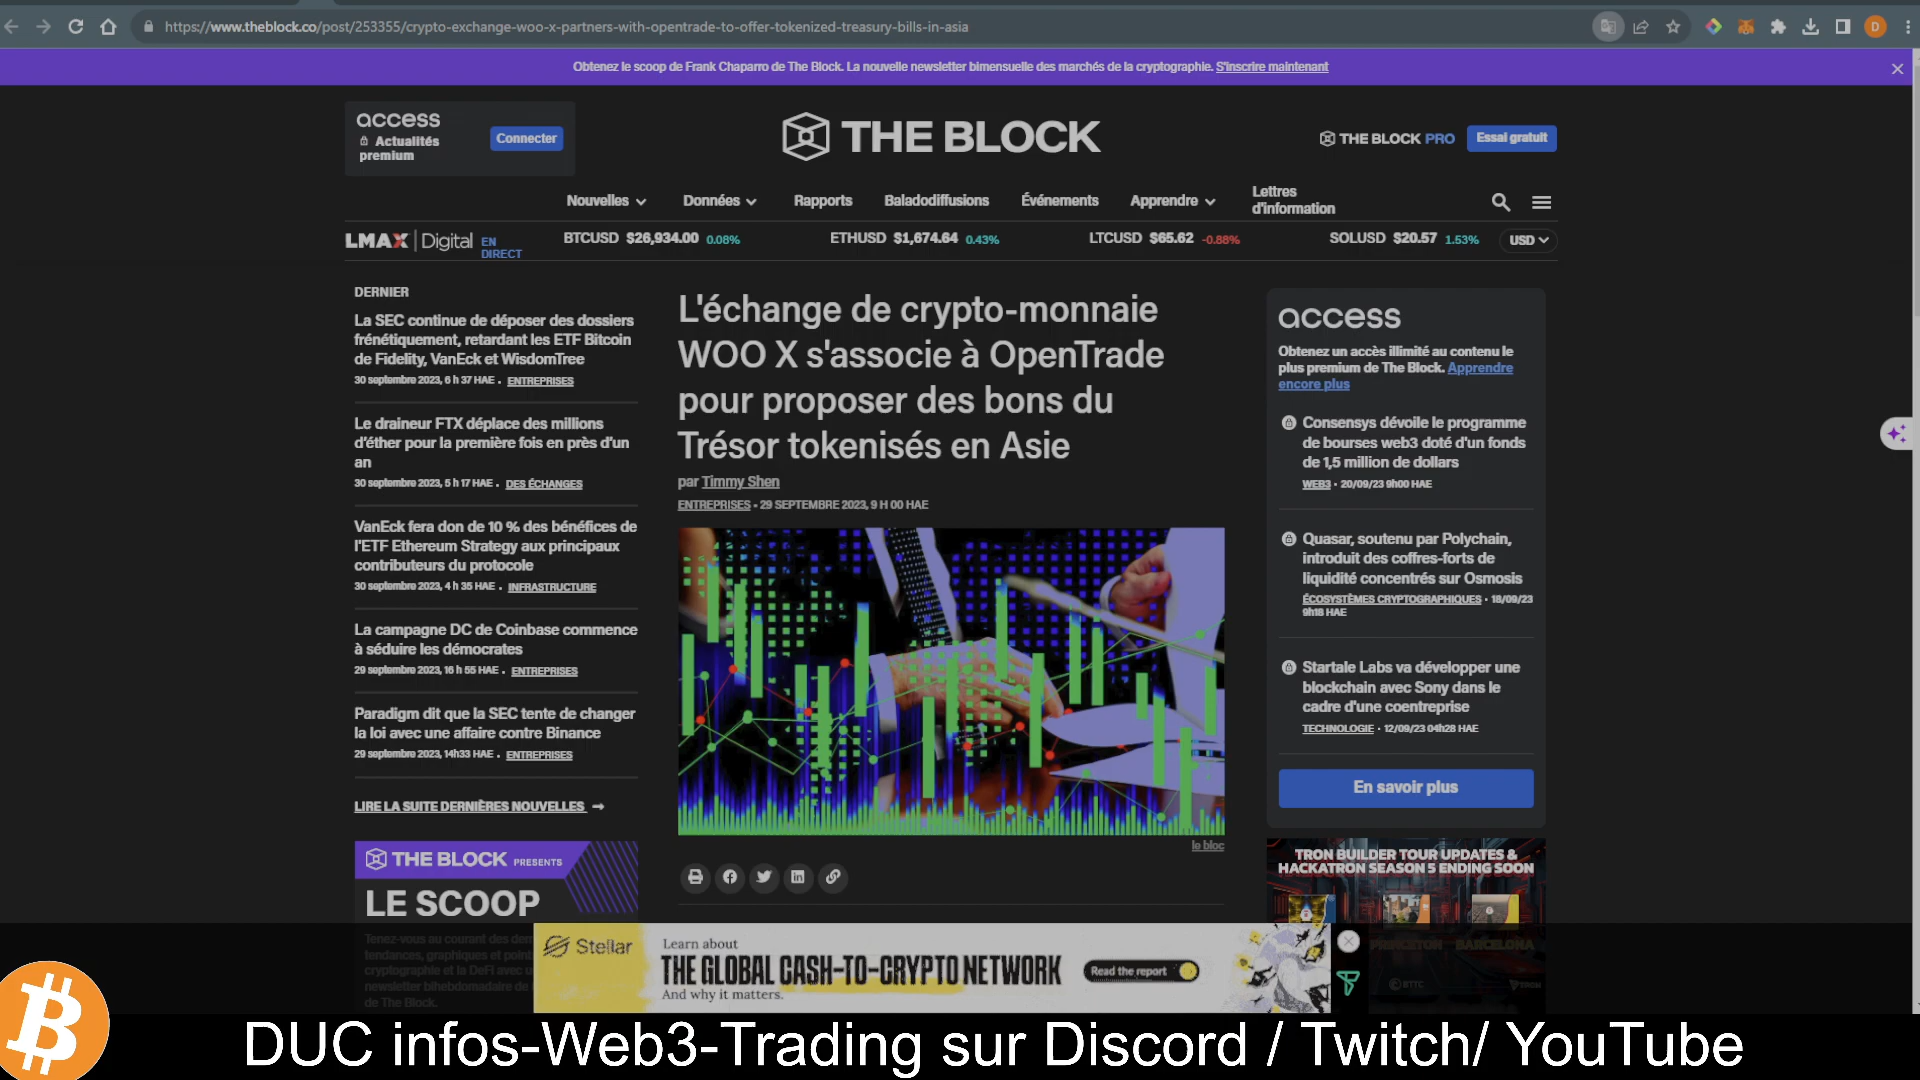 https://www.theblock.co/post/253355/crypto-exchange-woo-x-partners-with-opentrade-to-offer-tokenized-treasury-bills-in-asia
D
Obtenez le scoop de Frank Chaparro de The Block. La nouvelle newsletter bimensuelle des marchés de la cryptographie. S'inscrire maintenant
access
Actualités
premium
Connecter
THE BLOCK
THE BLOCK PRO
Essai gratuit
Nouvelles
Données
Rapports
Baladodiffusions
Événements
Apprendre
Lettres
d'information
LMAX Digital
EN
DIRECT
BTCUSD $26,934.00 0.08%
ETHUSD $1,674.64 0.43%
LTCUSD $65.62 -0.88%
SOLUSD $20.57 1.53%
USD
DERNIER
La SEC continue de déposer des dossiers
frénétiquement, retardant les ETF Bitcoin
de Fidelity, VanEck et WisdomTree
30 septembre 2023, 6 h 37 HAE • ENTREPRISES
Le draineur FTX déplace des millions
d'éther pour la première fois en près d'un
an
30 septembre 2023, 5 h 17 HAE • DES ÉCHANGES
VanEck fera don de 10 % des bénéfices de
l'ETF Ethereum Strategy aux principaux
contributeurs du protocole
30 septembre 2023, 4 h 35 HAE • INFRASTRUCTURE
La campagne DC de Coinbase commence
à séduire les démocrates
29 septembre 2023, 16 h 55 HAE • ENTREPRISES
Paradigm dit que la SEC tente de changer
la loi avec une affaire contre Binance
29 septembre 2023, 14h33 HAE • ENTREPRISES
LIRE LA SUITE DERNIÈRES NOUVELLES →
THE BLOCK PRESENTS
LE SCOOP
Tenez-vous au courant des der
tendances, graphiques et point
cryptographie et la DeFi avec u
newsletter bihebdomadaire de
de The Block.
L'échange de crypto-monnaie
WOO X s'associe à OpenTrade
pour proposer des bons du
Trésor tokenisés en Asie
par Timmy Shen
ENTREPRISES • 29 SEPTEMBRE 2023, 9 H 00 HAE
le bloc
access
Obtenez un accès illimité au contenu le
plus premium de The Block. Apprendre
encore plus
Consensys dévoile le programme
de bourses web3 doté d'un fonds
de 1,5 million de dollars
WEB3 • 20/09/23 9h00 HAE
Quasar, soutenu par Polychain,
introduit des coffres-forts de
liquidité concentrés sur Osmosis
ÉCOSYSTÈMES CRYPTOGRAPHIQUES • 18/09/23
9h18 HAE
Startale Labs va développer une
blockchain avec Sony dans le
cadre d'une coentreprise
TECHNOLOGIE • 12/09/23 04h28 HAE
En savoir plus
TRON BUILDER TOUR UPDATES &
HACKATRON SEASON 5 ENDING SOON
PRINCETON BARCELONA
BTTC TRON
Stellar
Learn about
THE GLOBAL CASH-TO-CRYPTO NETWORK
And why it matters.
Read the report
DUC infos-Web3-Trading sur Discord / Twitch/ YouTube